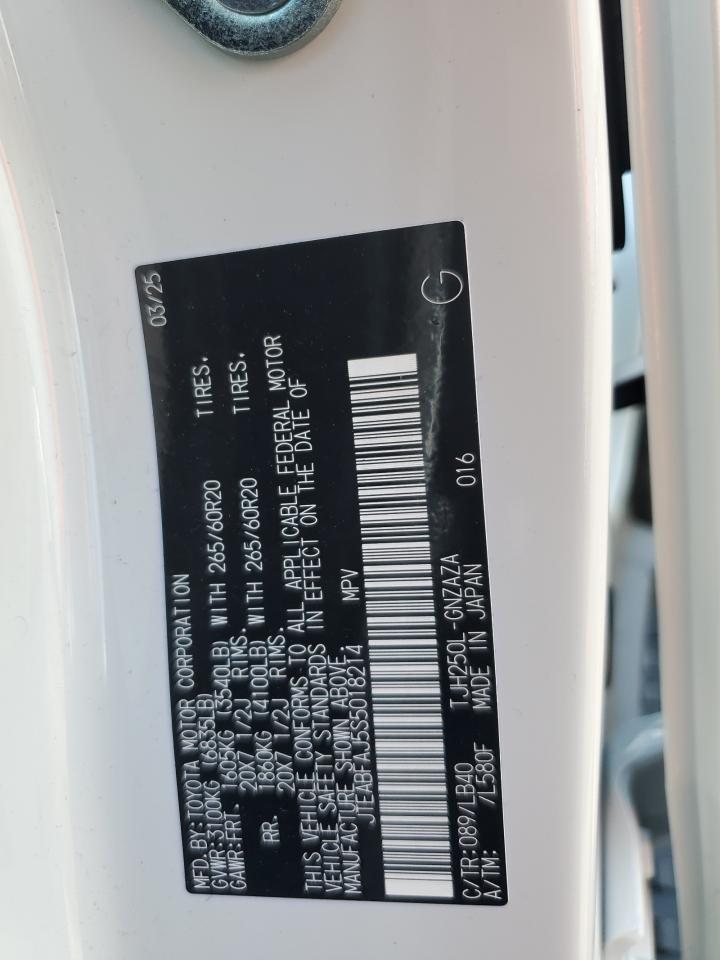 MFD. BY: TOYOTA MOTOR CORPORATION 03/25
GVWR: 3100KG (6835LB)
GAWR: FRT. 1605KG (3540LB) WITH 265/60R20 TIRES.
20X7 1/2J RIMS.
RR. 1860KG (4100LB) WITH 265/60R20 TIRES.
20X7 1/2J RIMS.
THIS VEHICLE CONFORMS TO ALL APPLICABLE FEDERAL MOTOR
VEHICLE SAFETY STANDARDS IN EFFECT ON THE DATE OF
MANUFACTURE SHOWN ABOVE.
JTEABFAJ5S5018214 MPV
C/TR: 089/LB40 TJH250L-GNZAZA 016 G
A/TM: /L580F MADE IN JAPAN